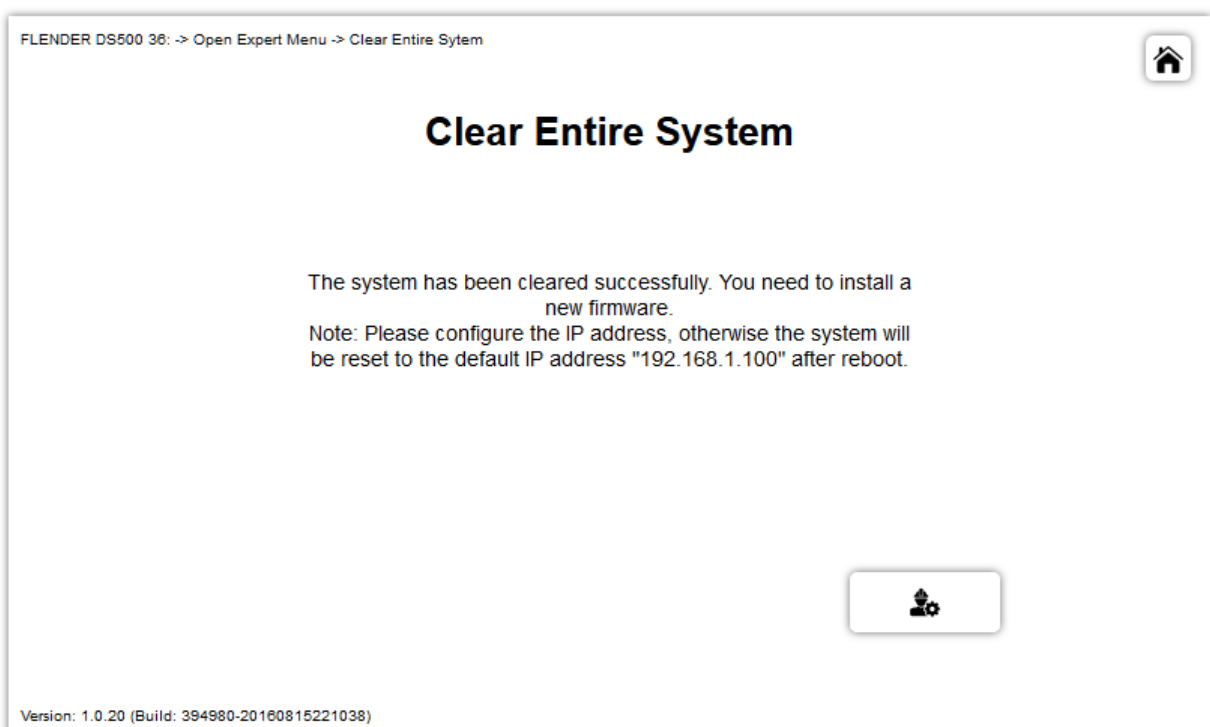 FLENDER DS500 36: -> Open Expert Menu -> Clear Entire Sytem
Clear Entire System
The system has been cleared successfully. You need to install a
new firmware.
Note: Please configure the IP address, otherwise the system will
be reset to the default IP address "192.168.1.100" after reboot.
Version: 1.0.20 (Build: 394980-20160815221038)